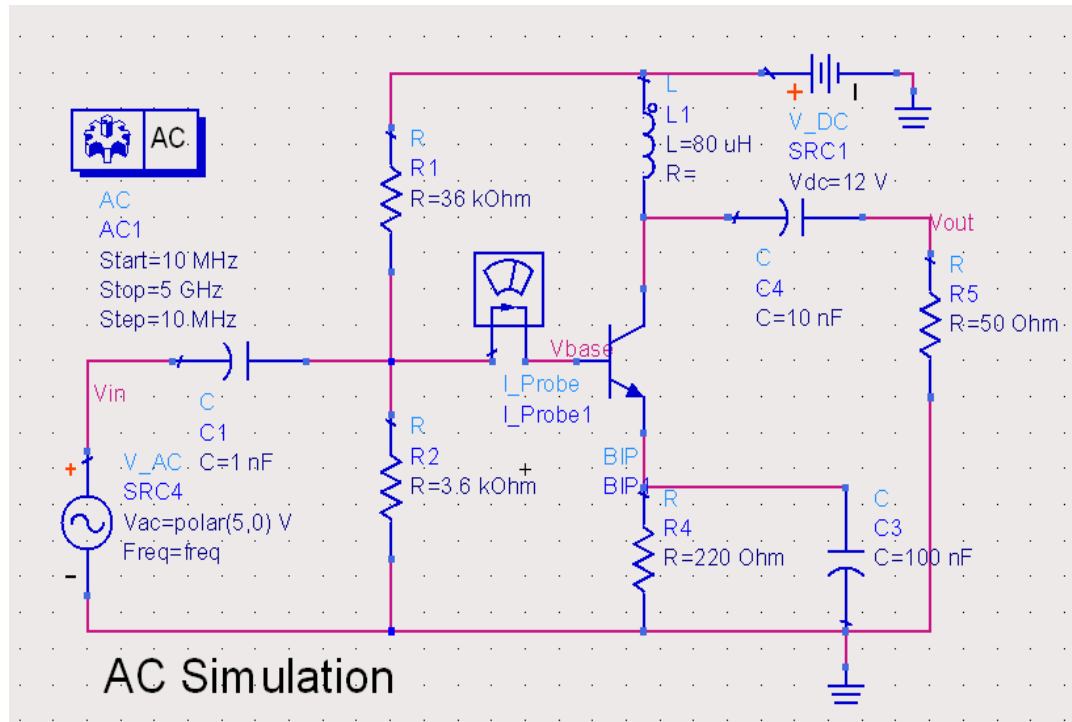 AC
AC
AC1
Start=10 MHz
Stop=5 GHz
Step=10 MHz
R
R1
R=36 kOhm
L
L1
L=80 uH
R=
+
-
V_DC
SRC1
Vdc=12 V
Vin
C
C1
C=1 nF
Vbase
I_Probe
I_Probe1
C
C4
C=10 nF
Vout
R
R5
R=50 Ohm
+
V_AC
SRC4
Vac=polar(5,0) V
Freq=freq
-
R
R2
R=3.6 kOhm
+
BIP
BIP1
R
R4
R=220 Ohm
C
C3
C=100 nF
AC Simulation